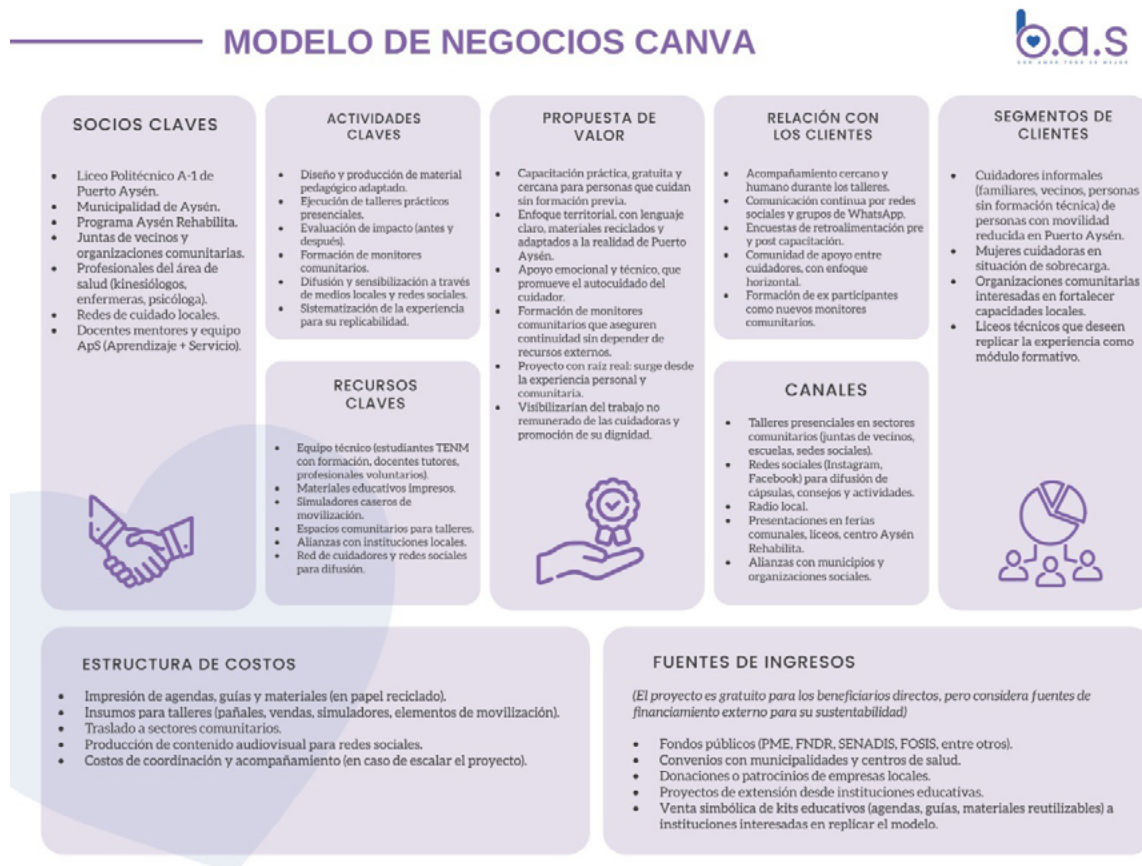 MODELO DE NEGOCIOS CANVA
b.a.s
CON AMOR TODO ES MEJOR
SOCIOS CLAVES
• Liceo Politécnico A-1 de
Puerto Aysén.
• Municipalidad de Aysén.
• Programa Aysén Rehabilita.
• Juntas de vecinos y
organizaciones comunitarias.
• Profesionales del área de
salud (kinesiólogos,
enfermeras, psicóloga).
• Redes de cuidado locales.
• Docentes mentores y equipo
ApS (Aprendizaje + Servicio).
ACTIVIDADES
CLAVES
• Diseño y producción de material
pedagógico adaptado.
• Ejecución de talleres prácticos
presenciales.
• Evaluación de impacto (antes y
después).
• Formación de monitores
comunitarios.
• Difusión y sensibilización a través
de medios locales y redes sociales.
• Sistematización de la experiencia
para su replicabilidad.
RECURSOS
CLAVES
• Equipo técnico (estudiantes TENM
con formación, docentes tutores,
profesionales voluntarios).
• Materiales educativos impresos.
• Simuladores caseros de
movilización.
• Espacios comunitarios para talleres.
• Alianzas con instituciones locales.
• Red de cuidadores y redes sociales
para difusión.
PROPUESTA DE
VALOR
• Capacitación práctica, gratuita y
cercana para personas que cuidan
sin formación previa.
• Enfoque territorial, con lenguaje
claro, materiales reciclados y
adaptados a la realidad de Puerto
Aysén.
• Apoyo emocional y técnico, que
promueve el autocuidado del
cuidador.
• Formación de monitores
comunitarios que aseguren
continuidad sin depender de
recursos externos.
• Proyecto con raíz real: surge desde
la experiencia personal y
comunitaria.
• Visibilizarían del trabajo no
remunerado de las cuidadoras y
promoción de su dignidad.
RELACIÓN CON
LOS CLIENTES
• Acompañamiento cercano y
humano durante los talleres.
• Comunicación continua por redes
sociales y grupos de WhatsApp.
• Encuestas de retroalimentación pre
y post capacitación.
• Comunidad de apoyo entre
cuidadores, con enfoque
horizontal.
• Formación de ex participantes
como nuevos monitores
comunitarios.
CANALES
• Talleres presenciales en sectores
comunitarios (juntas de vecinos,
escuelas, sedes sociales).
• Redes sociales (Instagram,
Facebook) para difusión de
cápsulas, consejos y actividades.
• Radio local.
• Presentaciones en ferias
comunales, liceos, centro Aysén
Rehabilita.
• Alianzas con municipios y
organizaciones sociales.
SEGMENTOS DE
CLIENTES
• Cuidadores informales
(familiares, vecinos, personas
sin formación técnica) de
personas con movilidad
reducida en Puerto Aysén.
• Mujeres cuidadoras en
situación de sobrecarga.
• Organizaciones comunitarias
interesadas en fortalecer
capacidades locales.
• Liceos técnicos que deseen
replicar la experiencia como
módulo formativo.
ESTRUCTURA DE COSTOS
• Impresión de agendas, guías y materiales (en papel reciclado).
• Insumos para talleres (pañales, vendas, simuladores, elementos de movilización).
• Traslado a sectores comunitarios.
• Producción de contenido audiovisual para redes sociales.
• Costos de coordinación y acompañamiento (en caso de escalar el proyecto).
FUENTES DE INGRESOS
(El proyecto es gratuito para los beneficiarios directos, pero considera fuentes de
financiamiento externo para su sustentabilidad)
• Fondos públicos (PME, FNDR, SENADIS, FOSIS, entre otros).
• Convenios con municipalidades y centros de salud.
• Donaciones o patrocinios de empresas locales.
• Proyectos de extensión desde instituciones educativas.
• Venta simbólica de kits educativos (agendas, guías, materiales reutilizables) a
instituciones interesadas en replicar el modelo.